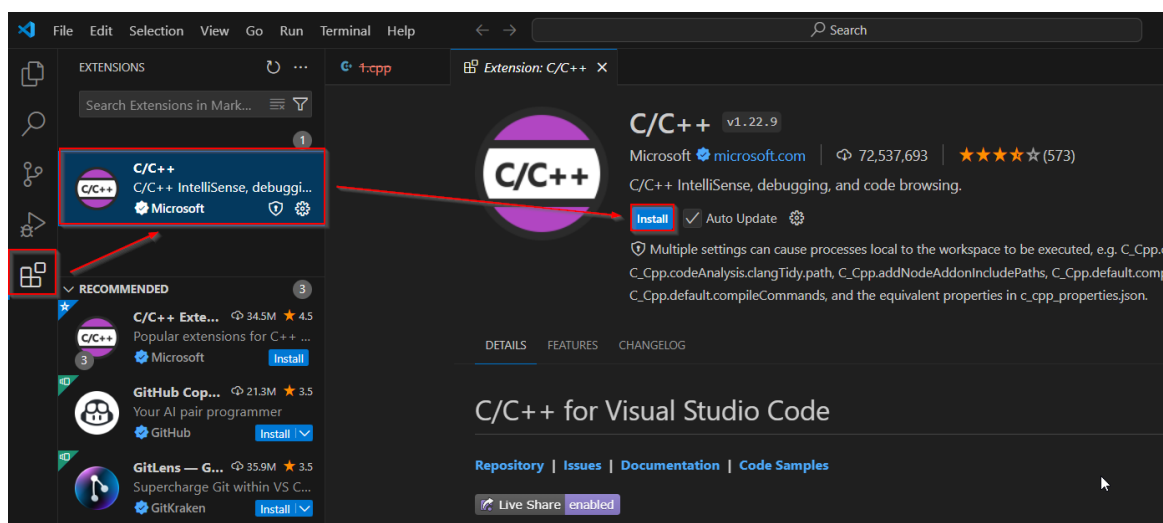 File Edit Selection View Go Run Terminal Help
Search
EXTENSIONS
Search Extensions in Mark...
1
C/C++
C/C++
C/C++ IntelliSense, debuggi...
Microsoft
RECOMMENDED
3
C/C++ Exte... 34.5M 4.5
C/C++
Popular extensions for C++ ...
3
Microsoft Install
GitHub Cop... 21.3M 3.5
Your AI pair programmer
GitHub Install
GitLens — G... 35.9M 3.5
Supercharge Git within VS C...
GitKraken Install
1.cpp
Extension: C/C++
C/C++
C/C++ v1.22.9
Microsoft microsoft.com 72,537,693 (573)
C/C++ IntelliSense, debugging, and code browsing.
Install Auto Update
Multiple settings can cause processes local to the workspace to be executed, e.g. C_Cpp.
C_Cpp.codeAnalysis.clangTidy.path, C_Cpp.addNodeAddonIncludePaths, C_Cpp.default.com
C_Cpp.default.compileCommands, and the equivalent properties in c_cpp_properties.json.
DETAILS FEATURES CHANGELOG
C/C++ for Visual Studio Code
Repository | Issues | Documentation | Code Samples
Live Share enabled